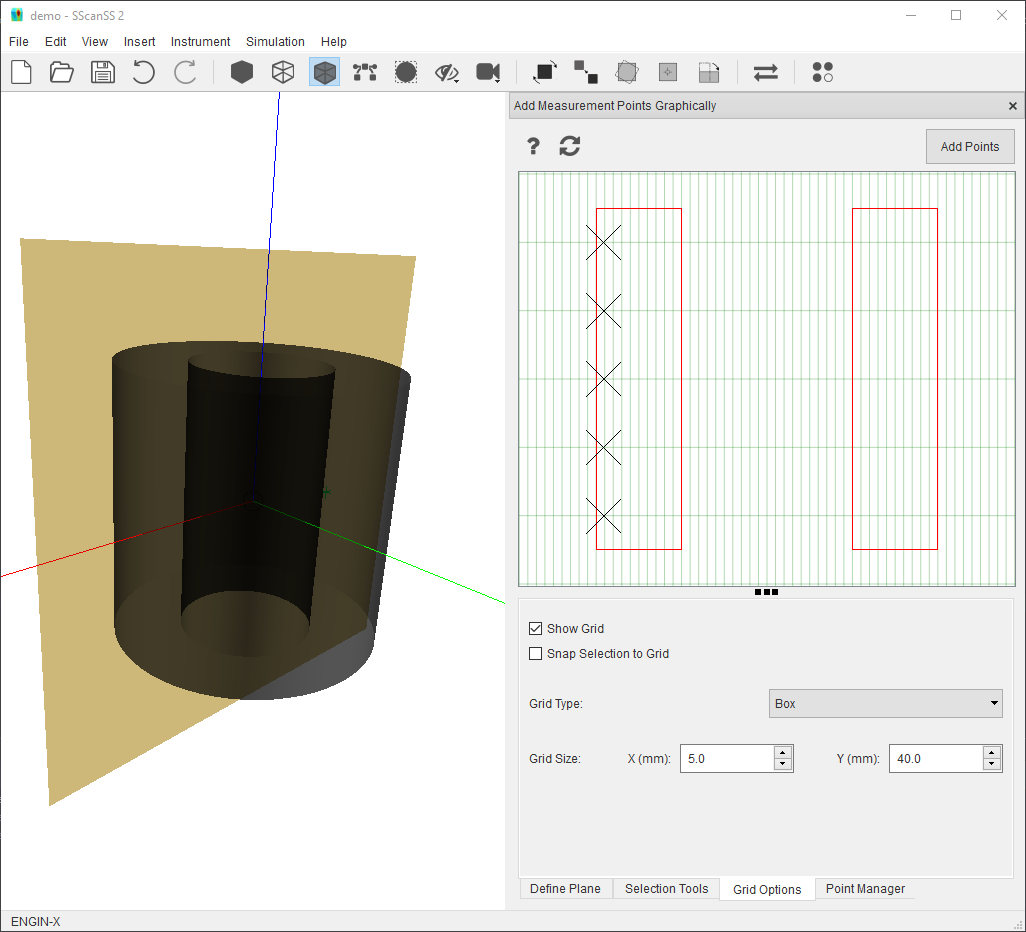 demo - SScanSS 2
File Edit View Insert Instrument Simulation Help
Add Measurement Points Graphically
? Add Points
Show Grid
Snap Selection to Grid
Grid Type: Box
Grid Size: X (mm): 5.0 Y (mm): 40.0
Define Plane Selection Tools Grid Options Point Manager
ENGIN-X